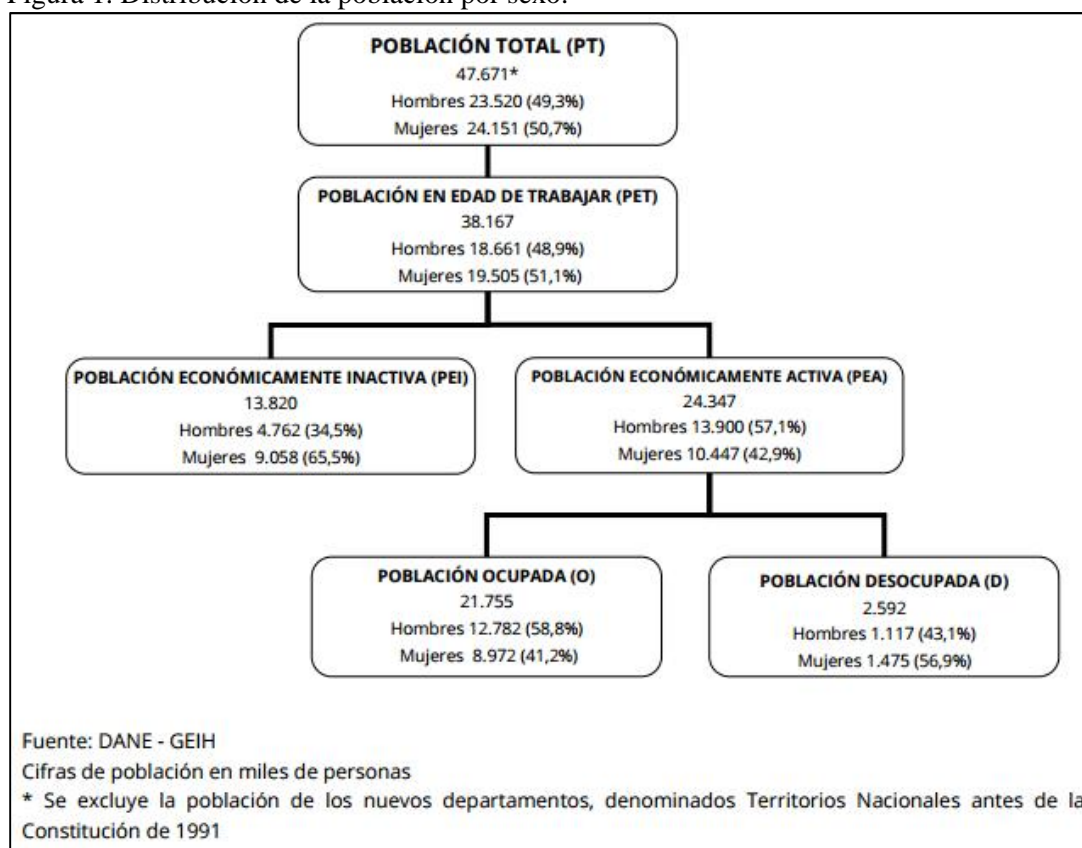 Figura 1. Distribución de la población por sexo.
POBLACIÓN TOTAL (PT)
47.671*
Hombres 23.520 (49,3%)
Mujeres 24.151 (50,7%)
POBLACIÓN EN EDAD DE TRABAJAR (PET)
38.167
Hombres 18.661 (48,9%)
Mujeres 19.505 (51,1%)
POBLACIÓN ECONÓMICAMENTE INACTIVA (PEI)
13.820
Hombres 4.762 (34,5%)
Mujeres 9.058 (65,5%)
POBLACIÓN ECONÓMICAMENTE ACTIVA (PEA)
24.347
Hombres 13.900 (57,1%)
Mujeres 10.447 (42,9%)
POBLACIÓN OCUPADA (O)
21.755
Hombres 12.782 (58,8%)
Mujeres 8.972 (41,2%)
POBLACIÓN DESOCUPADA (D)
2.592
Hombres 1.117 (43,1%)
Mujeres 1.475 (56,9%)
Fuente: DANE - GEIH
Cifras de población en miles de personas
* Se excluye la población de los nuevos departamentos, denominados Territorios Nacionales antes de la
Constitución de 1991